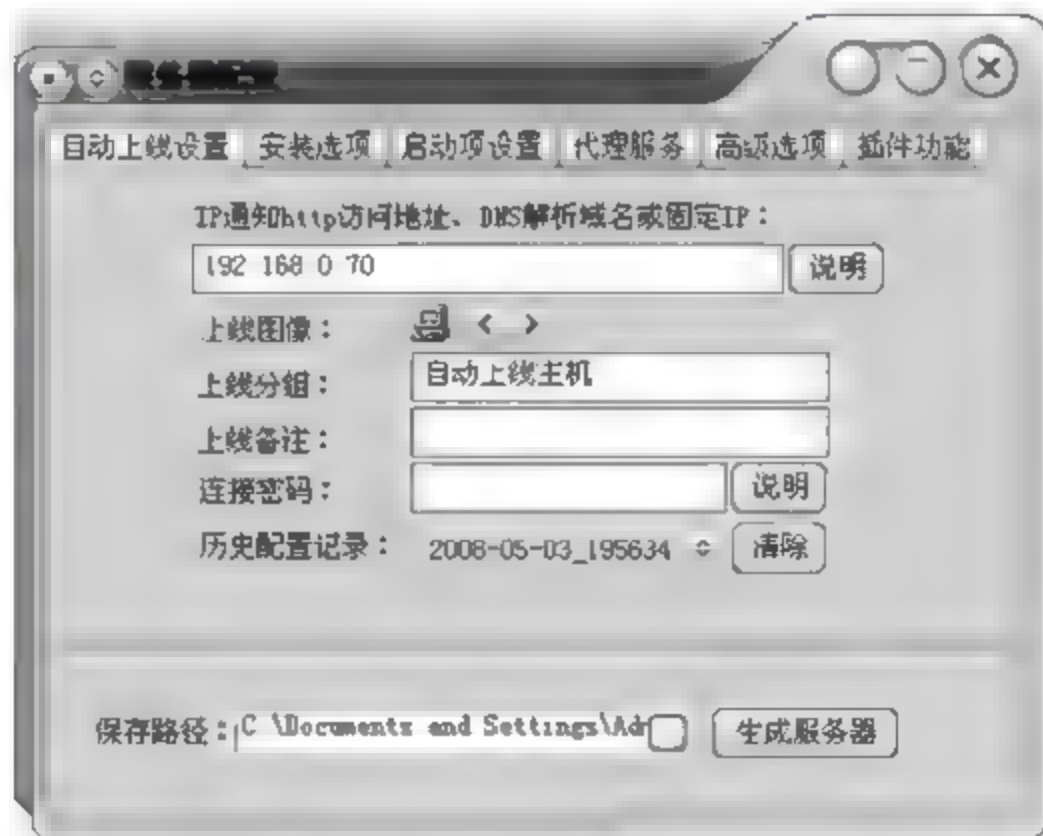 服务器配置
自动上线设置 安装选项 启动项设置 代理服务 高级选项 插件功能
IP通知http访问地址、DNS解析域名或固定IP：
192 168 0 70 说明
上线图像：
上线分组： 自动上线主机
上线备注：
连接密码： 说明
历史配置记录： 2008-05-03_195634 清除
保存路径： C \Documents and Settings\Ad 生成服务器